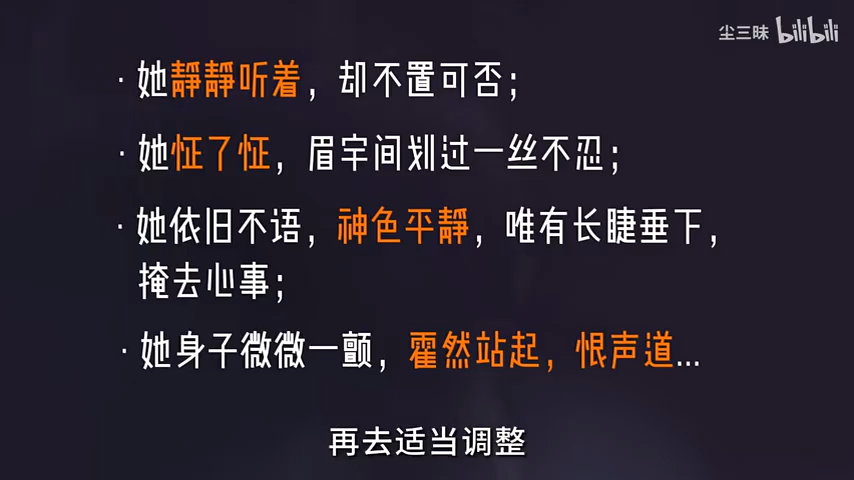 尘三昧 bilibili
·她静静听着，却不置可否；
·她怔了怔，眉宇间划过一丝不忍；
·她依旧不语，神色平静，唯有长睫垂下，
掩去心事；
·她身子微微一颤，霍然站起，恨声道...
再去适当调整